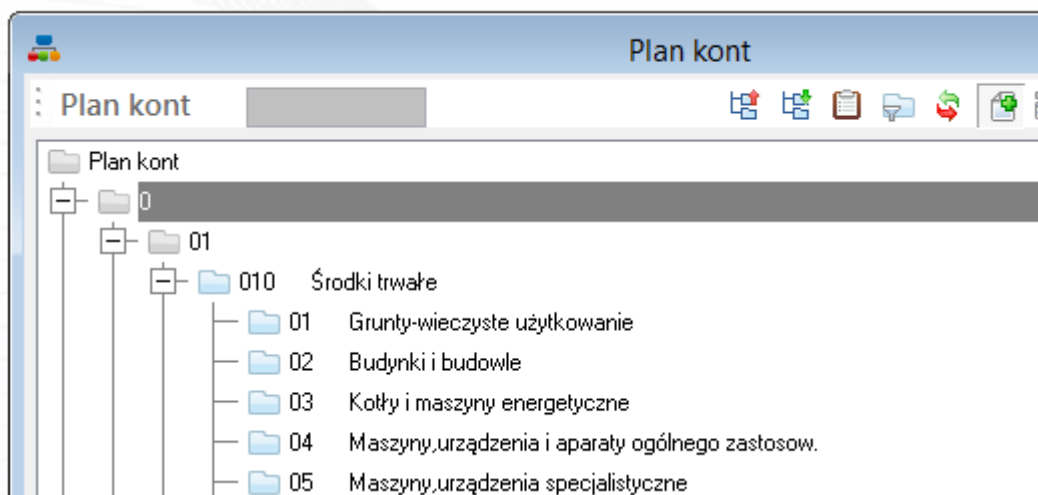 Plan kont
Plan kont
Plan kont
0
01
010 Środki trwałe
01 Grunty-wieczyste użytkowanie
02 Budynki i budowle
03 Kotły i maszyny energetyczne
04 Maszyny,urządzenia i aparaty ogólnego zastosow.
05 Maszyny,urządzenia specjalistyczne